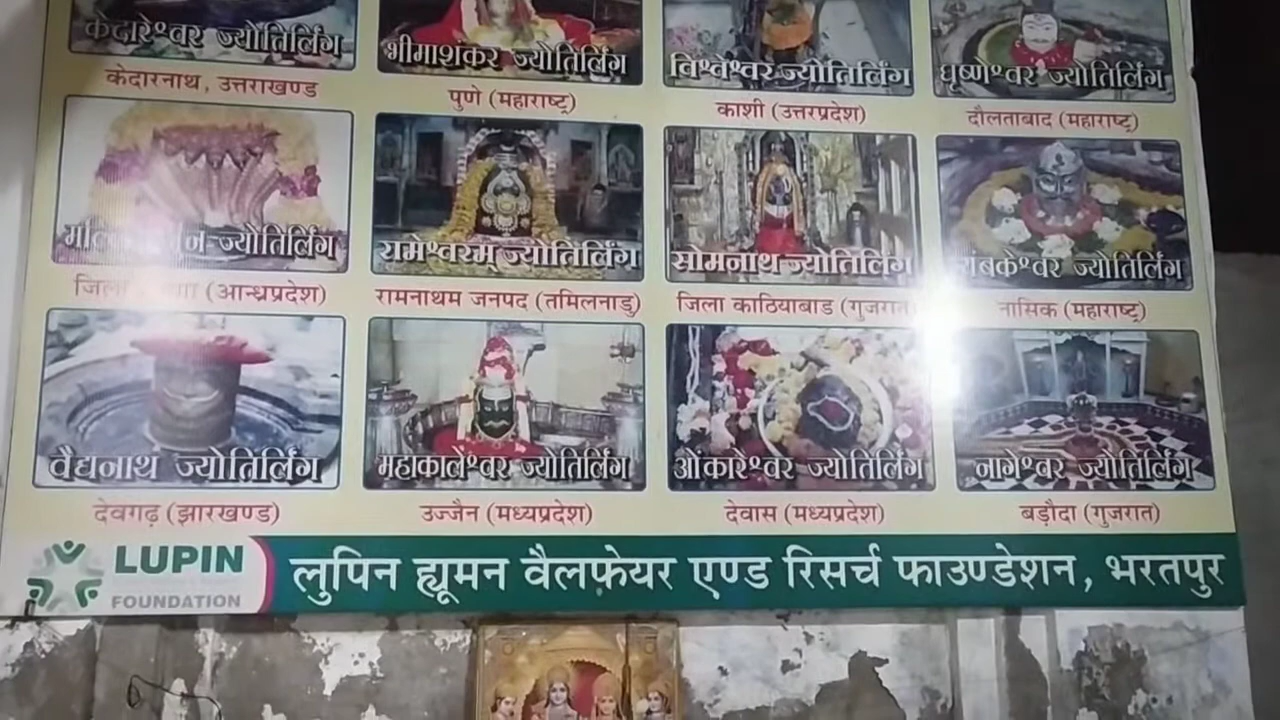 केदारेश्वर ज्योतिलिंग
भीमाशंकर ज्योतिर्लिंग
विश्वेश्वर ज्योतिर्लिंग
घृष्णेश्वर ज्योतिर्लिंग
केदारनाथ, उत्तराखण्ड
पुणे (महाराष्ट्र)
काशी (उत्तरप्रदेश)
दौलताबाद (महाराष्ट्र)
ज्योतिर्लिंग
रामेश्वरम् ज्योतिर्लिंग
सोमनाथ ज्योतिर्लिंग
ज्योतिर्लिंग
जिला (आन्ध्रप्रदेश)
रामनाथम जनपद (तमिलनाडु)
जिला काठियाबाड (गुजरात
नासिक (महाराष्ट्र)
वैद्यनाथ ज्योतिर्लिंग
महाकालेश्वर ज्योतिर्लिंग
ओंकारेश्वर ज्योतिर्लिंग
नागेश्वर ज्योतिर्लिंग
देवगढ़ (झारखण्ड)
उज्जैन (मध्यप्रदेश)
देवास (मध्यप्रदेश)
बड़ौदा (गुजरात)
LUPIN
FOUNDATION
लुपिन ह्यूमन वैलफेयर एण्ड रिसर्च फाउण्डेशन, भरतपुर